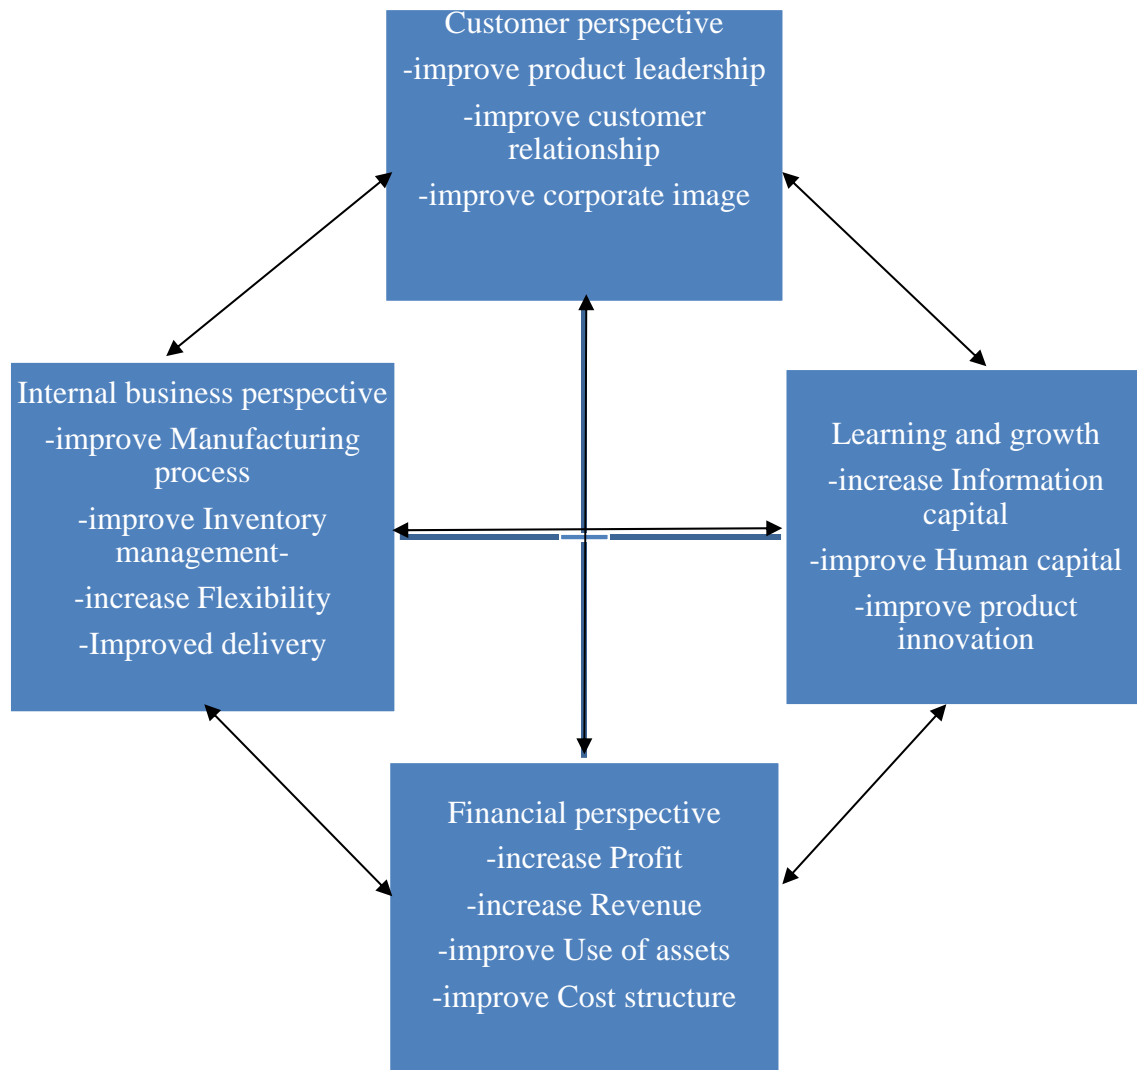 Customer perspective
-improve product leadership
-improve customer
relationship
-improve corporate image
Internal business perspective
-improve Manufacturing
process
-improve Inventory
management-
-increase Flexibility
-Improved delivery
Learning and growth
-increase Information
capital
-improve Human capital
-improve product
innovation
Financial perspective
-increase Profit
-increase Revenue
-improve Use of assets
-improve Cost structure